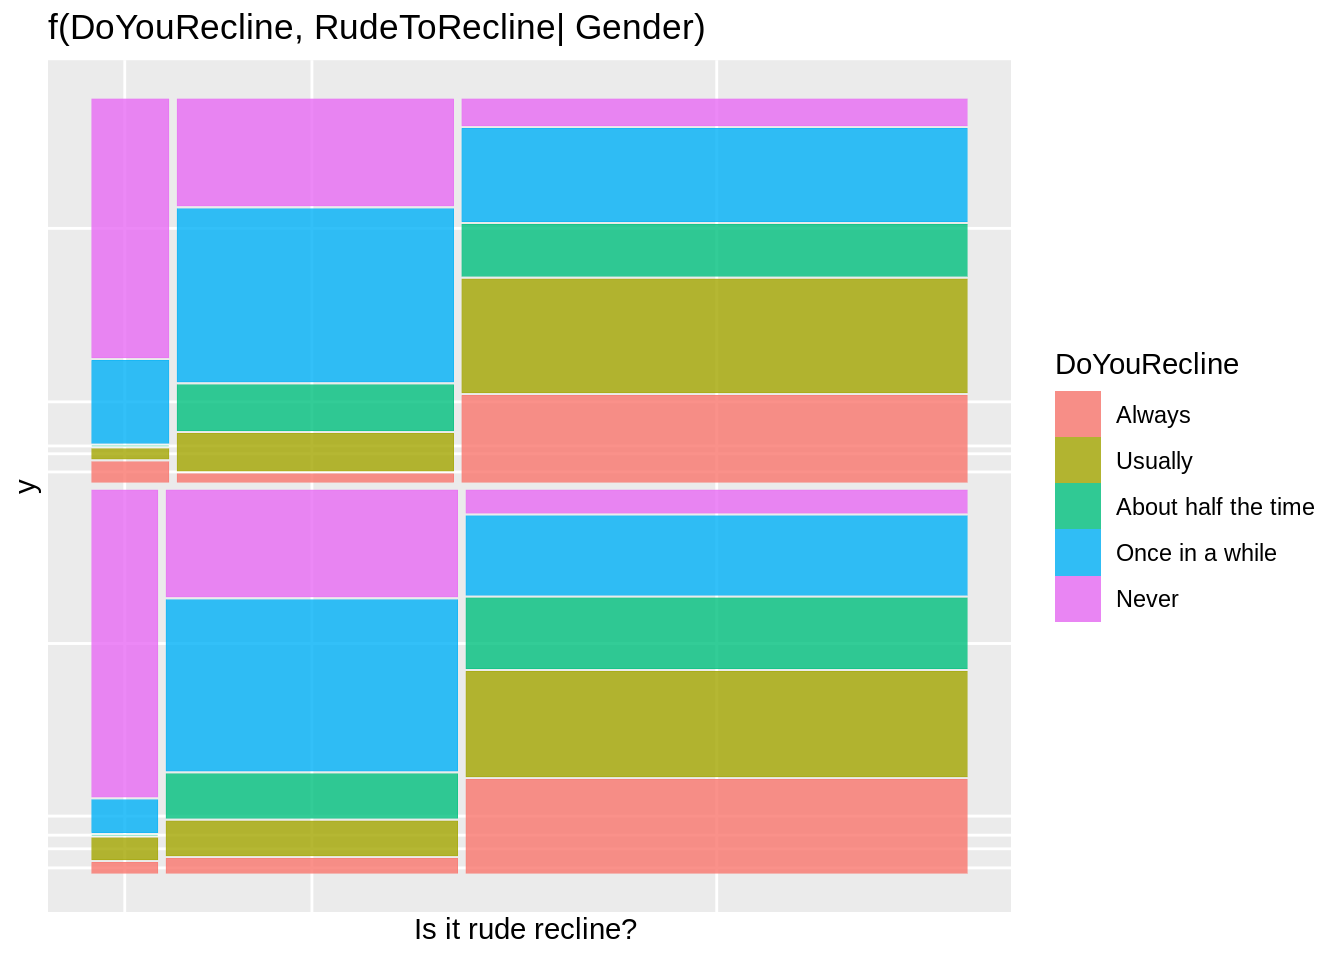 f(DoYouRecline, RudeToRecline| Gender)
y
Is it rude recline?
DoYouRecline
Always
Usually
About half the time
Once in a while
Never